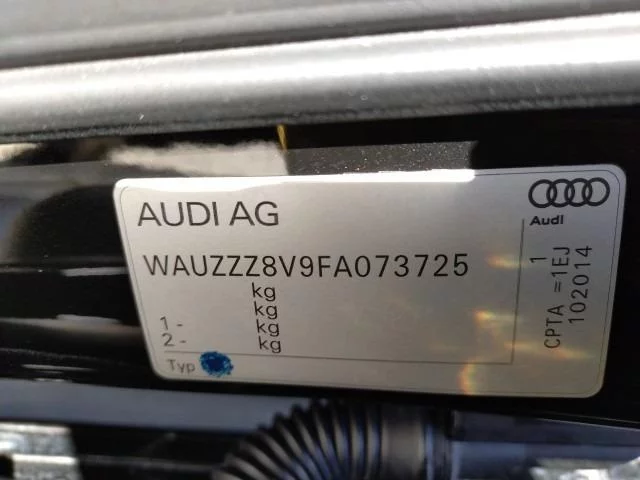 AUDI AG
WAUZZZ8V9FA073725
kg
kg
1 - kg
2 - kg
Typ
Audi
1
CPTA =1EJ
102014